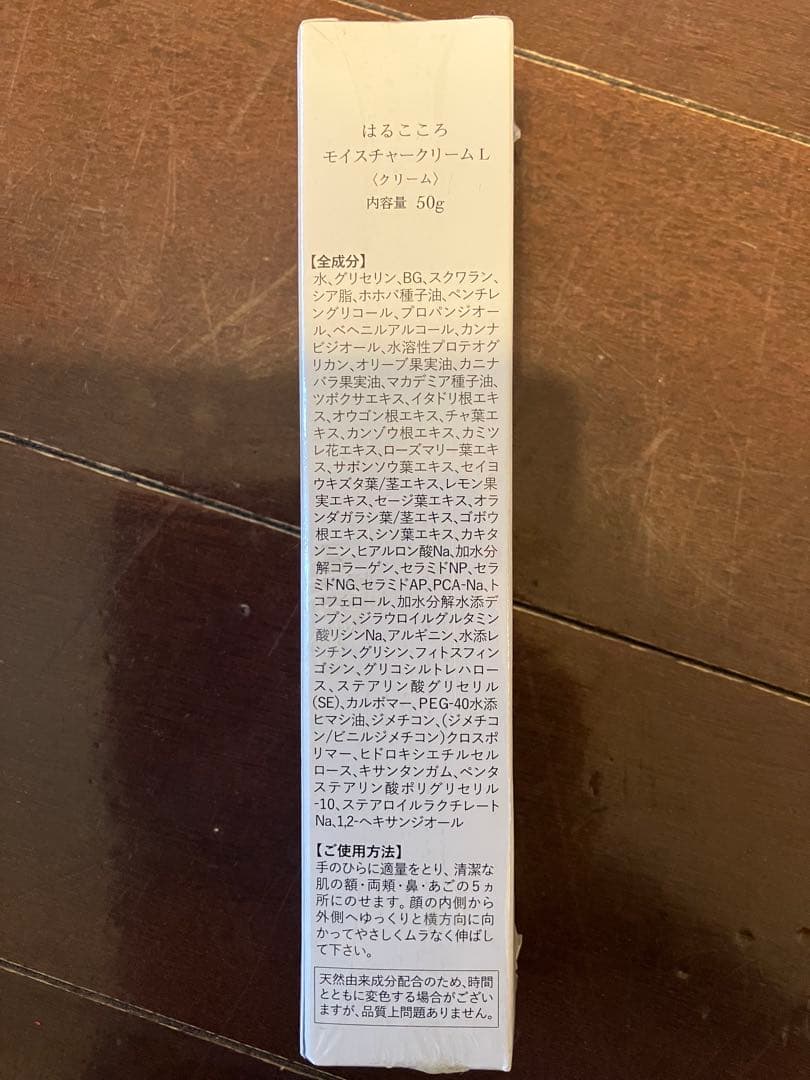 はるこころ
モイスチャークリームL
〈クリーム〉
内容量 50g
【全成分】
水、グリセリン、BG、スクワラン、
シア脂、ホホバ種子油、ペンチレ
ングリコール、プロパンジオー
ル、ベヘニルアルコール、カンナ
ビジオール、水溶性プロテオグ
リカン、オリーブ果実油、カニナ
バラ果実油、マカデミア種子油、
ツボクサエキス、イタドリ根エキ
ス、オウゴン根エキス、チャ葉エ
キス、カンゾウ根エキス、カミツ
レ花エキス、ローズマリー葉エキ
ス、サボンソウ葉エキス、セイヨ
ウキズタ葉/茎エキス、レモン果
実エキス、セージ葉エキス、オラ
ンダガラシ葉/茎エキス、ゴボウ
根エキス、シソ葉エキス、カキタ
ンニン、ヒアルロン酸Na、加水分
解コラーゲン、セラミドNP、セラ
ミドNG、セラミドAP、PCA-Na、ト
コフェロール、加水分解水添デ
ンプン、ジラウロイルグルタミン
酸リシンNa、アルギニン、水添レ
シチン、グリシン、フィトスフィン
ゴシン、グリコシルトレハロー
ス、ステアリン酸グリセリル
(SE)、カルボマー、PEG-40水添
ヒマシ油、ジメチコン、(ジメチコ
ン/ビニルジメチコン)クロスポ
リマー、ヒドロキシエチルセル
ロース、キサンタンガム、ペンタ
ステアリン酸ポリグリセリル
-10、ステアロイルラクチレート
Na、1,2-ヘキサンジオール
【ご使用方法】
手のひらに適量をとり、清潔な
肌の額・両頬・鼻・あごの5ヵ
所にのせます。顔の内側から
外側へゆっくりと横方向に向
かってやさしくムラなく伸ばし
て下さい。
天然由来成分配合のため、時間
とともに変色する場合がござい
ますが、品質上問題ありません。